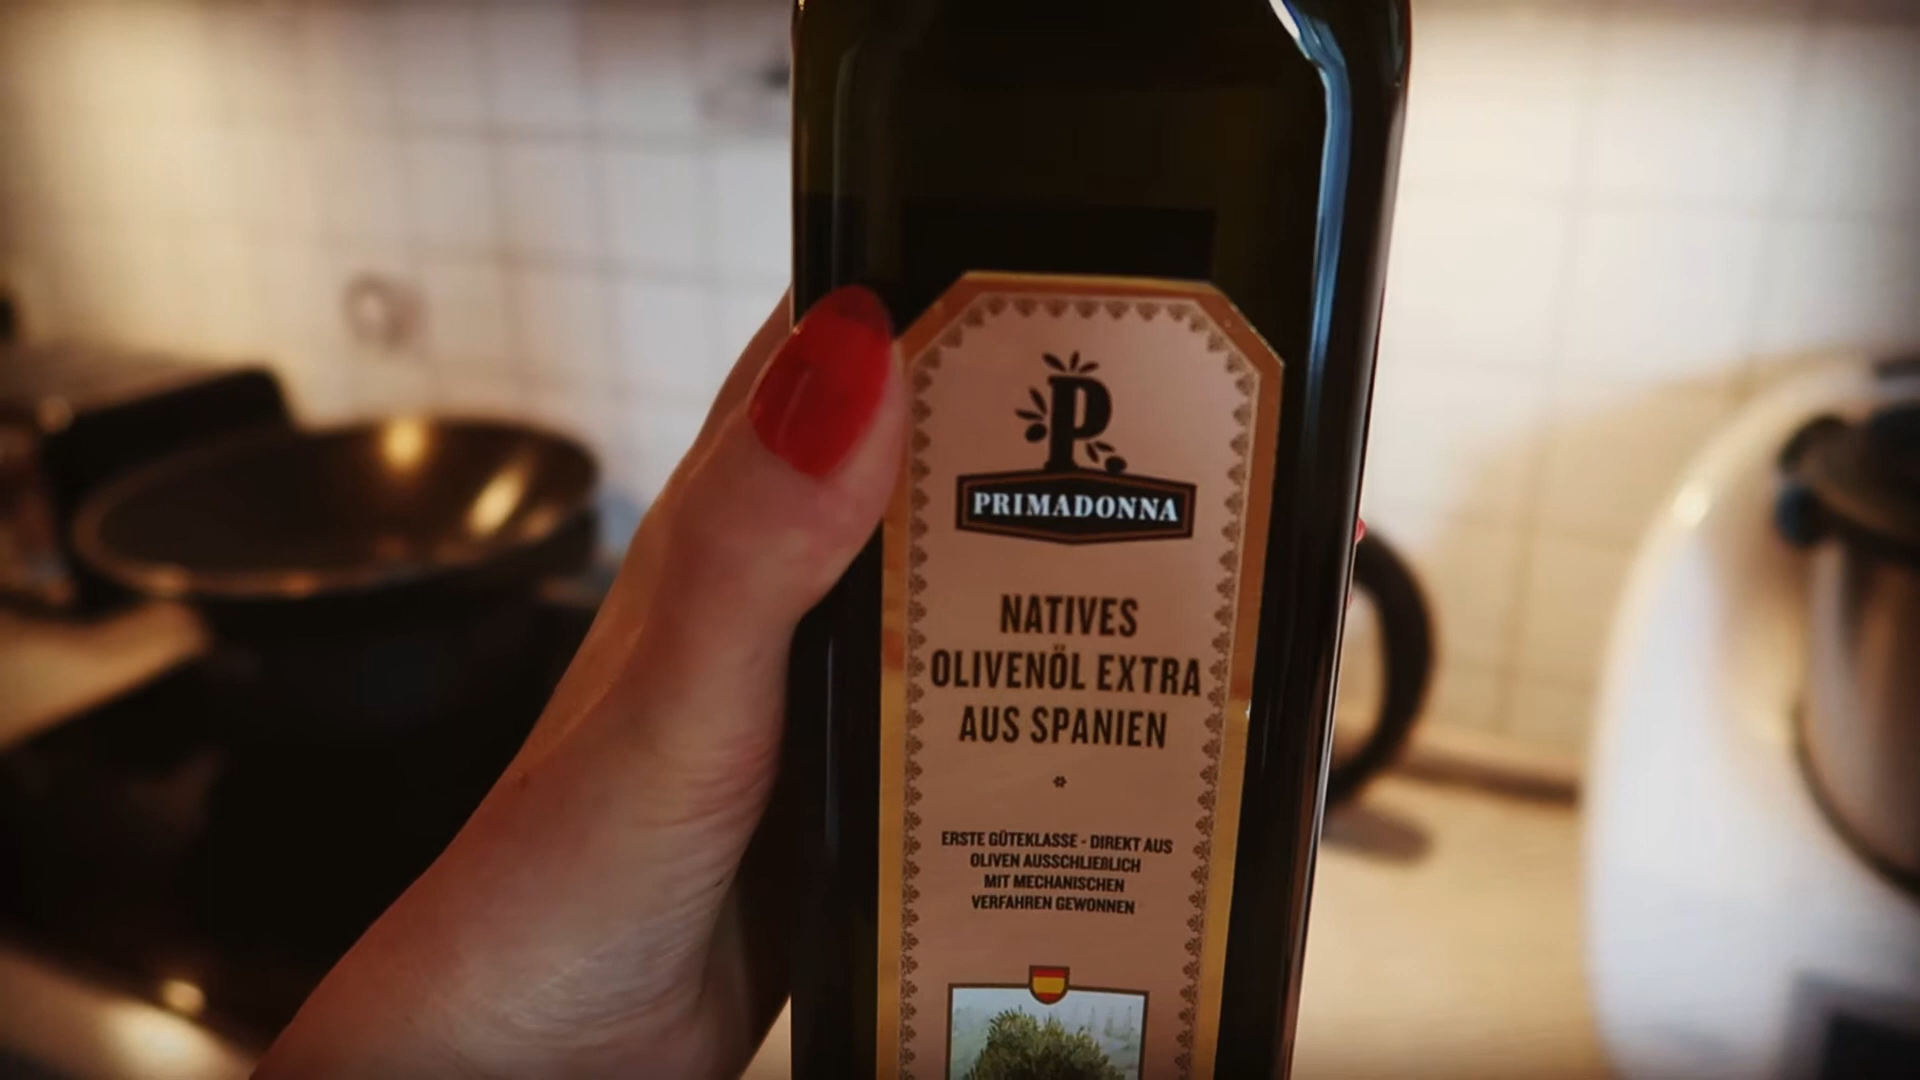 P
PRIMADONNA
NATIVES
OLIVENÖL EXTRA
AUS SPANIEN
ERSTE GÜTEKLASSE - DIREKT AUS
OLIVEN AUSSCHLIEßLICH
MIT MECHANISCHEN
VERFAHREN GEWONNEN